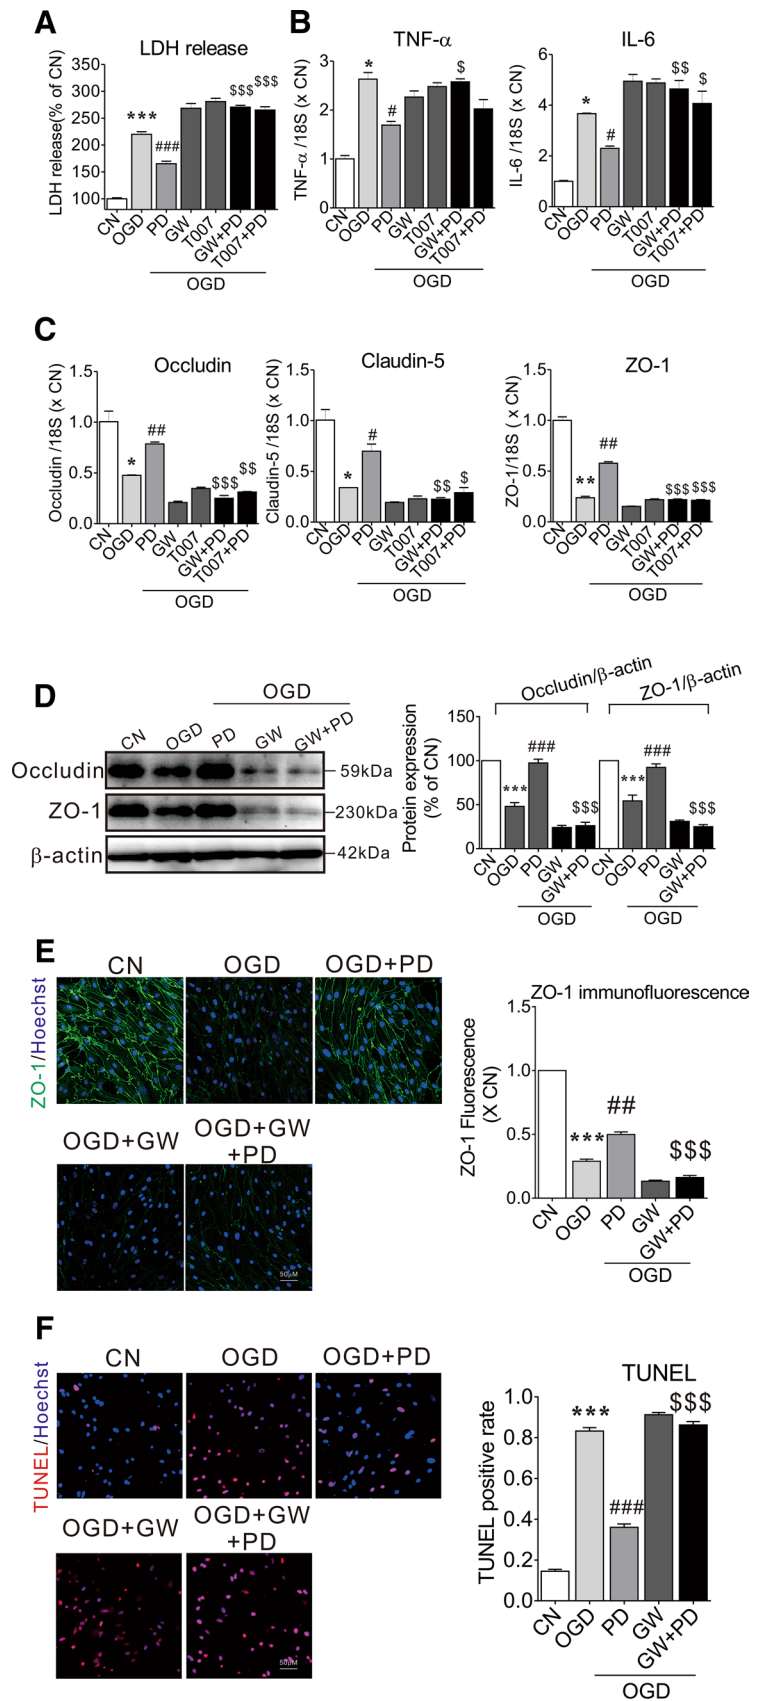 A
LDH release
LDH release(% of CN)
350
300
250
200
150
100
***
###
$$$
$$$
CN
OGD
PD
GW
T007
GW+PD
T007+PD
OGD
B
TNF-α
TNF-α /18S (x CN)
3
2
1
0
*
#
$
CN
OGD
PD
GW
T007
GW+PD
T007+PD
OGD
IL-6
IL-6 /18S (x CN)
6
4
2
0
*
#
$$
$
CN
OGD
PD
GW
T007
GW+PD
T007+PD
OGD
C
Occludin
Occludin /18S (x CN)
1.5
1.0
0.5
0.0
*
##
$$$
$$
CN
OGD
PD
GW
T007
GW+PD
T007+PD
OGD
Claudin-5
Claudin-5 /18S (x CN)
1.5
1.0
0.5
0.0
*
#
$$
$
CN
OGD
PD
GW
T007
GW+PD
T007+PD
OGD
ZO-1
ZO-1/18S ( x CN)
1.5
1.0
0.5
0.0
**
##
$$$
$$$
CN
OGD
PD
GW
T007
GW+PD
T007+PD
OGD
D
OGD
CN OGD PD GW GW+PD
Occludin 59kDa
ZO-1 230kDa
β-actin 42kDa
Occludin/β-actin
ZO-1/β-actin
Protein expression
(% of CN)
150
100
50
0
***
###
$$$
***
###
$$$
CN
OGD
PD
GW
GW+PD
CN
OGD
PD
GW
GW+PD
OGD
OGD
E
ZO-1/Hoechst
CN OGD OGD+PD
OGD+GW OGD+GW
+PD
50μM
ZO-1 immunofluorescence
ZO-1 Fluorescence
(X CN)
1.5
1.0
0.5
0.0
***
##
$$$
CN
OGD
PD
GW
GW+PD
OGD
F
TUNEL/Hoechst
CN OGD OGD+PD
OGD+GW OGD+GW
+PD
50μM
TUNEL
TUNEL positive rate
1.0
0.8
0.6
0.4
0.2
0.0
***
###
$$$
CN
OGD
PD
GW
GW+PD
OGD